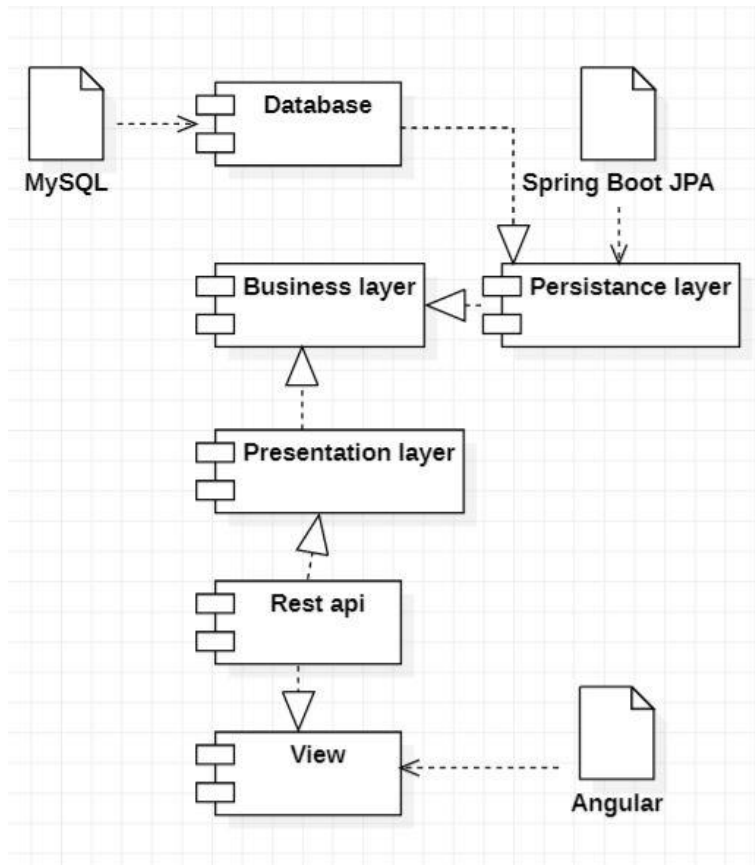 Database
MySQL
Spring Boot JPA
Business layer
Persistance layer
Presentation layer
Rest api
View
Angular